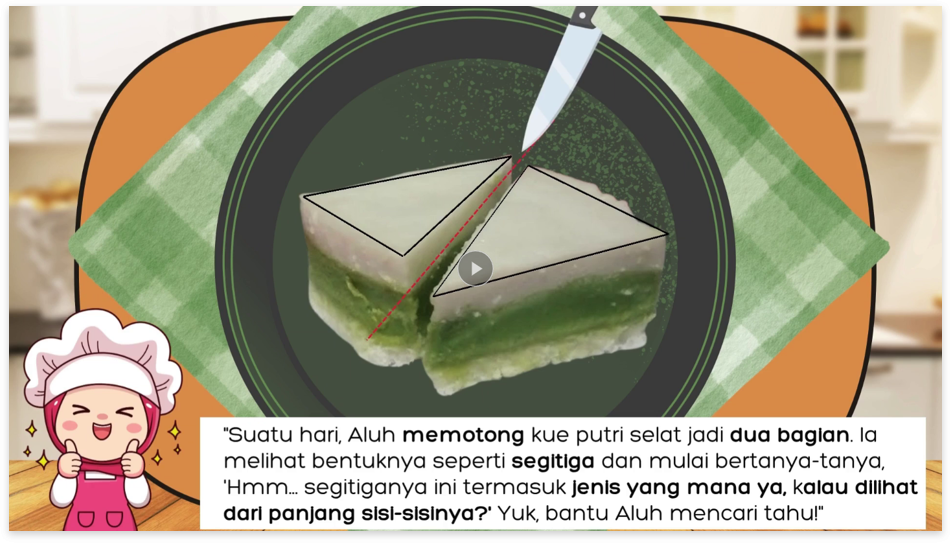 "Suatu hari, Aluh memotong kue putri selat jadi dua bagian. Ia
melihat bentuknya seperti segitiga dan mulai bertanya-tanya,
'Hmm... segitiganya ini termasuk jenis yang mana ya, kalau dilihat
dari panjang sisi-sisinya?' Yuk, bantu Aluh mencari tahu!"